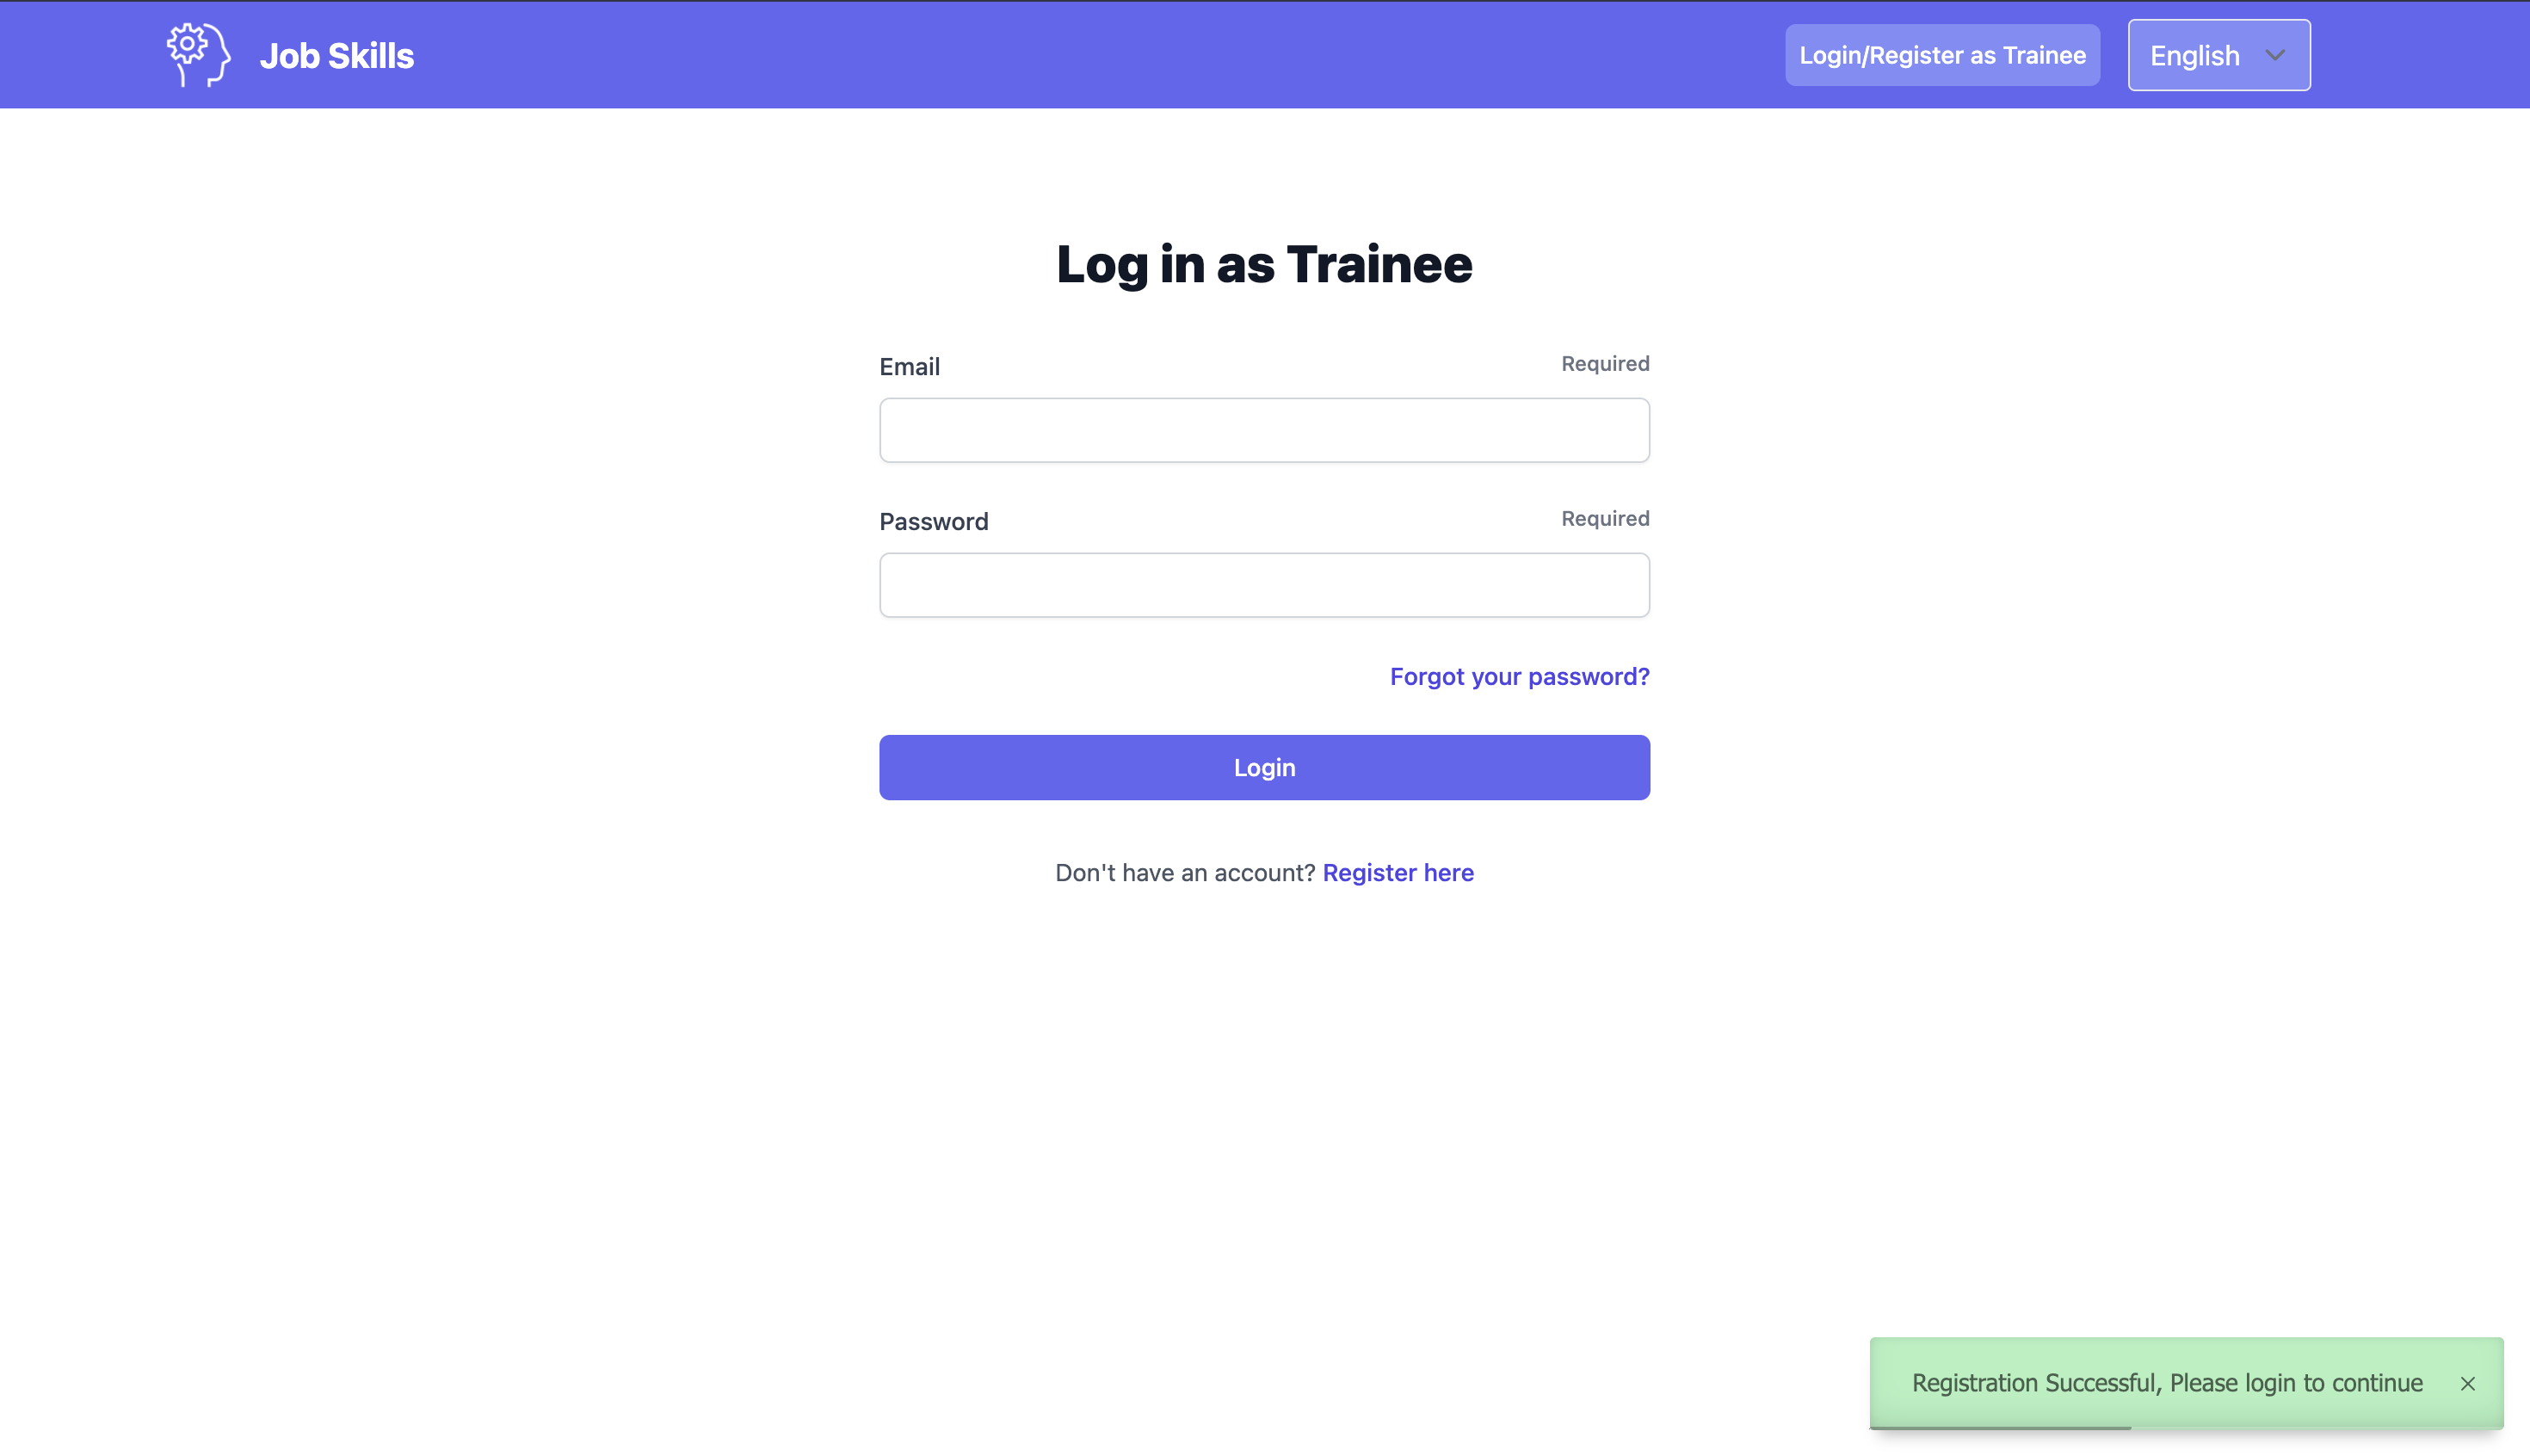 Job Skills
Login/Register as Trainee
English
Log in as Trainee
Email
Required
Password
Required
Forgot your password?
Login
Don't have an account? Register here
Registration Successful, Please login to continue